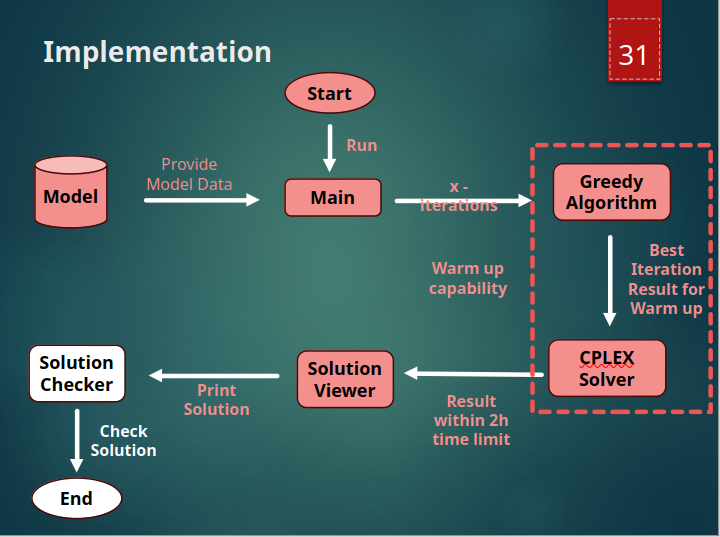 Implementation
31
Start
Run
Provide
Model Data
Model
Main
x -
iterations
Greedy
Algorithm
Warm up
capability
Best
Iteration
Result for
Warm up
CPLEX
Solver
Solution
Viewer
Result
within 2h
time limit
Print
Solution
Solution
Checker
Check
Solution
End